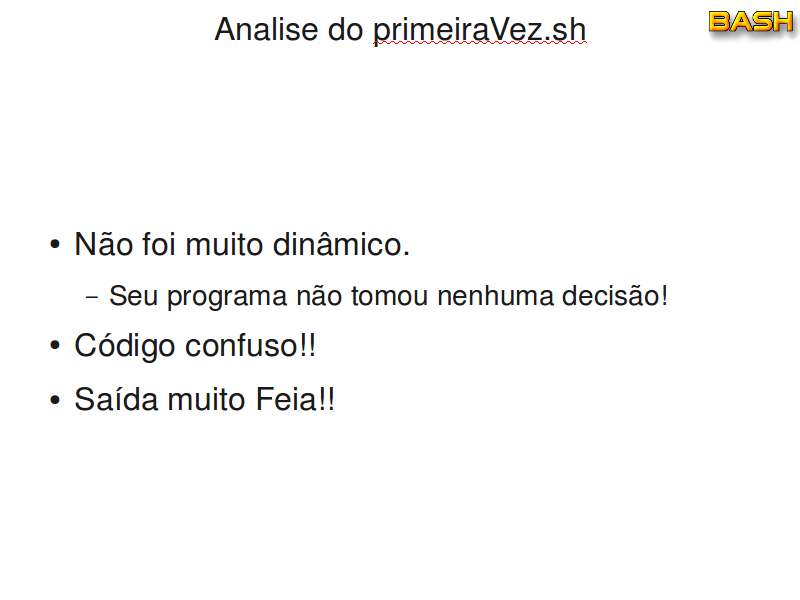 Analise do primeiraVez.sh
BASH
• Não foi muito dinâmico.
– Seu programa não tomou nenhuma decisão!
• Código confuso!!
• Saída muito Feia!!